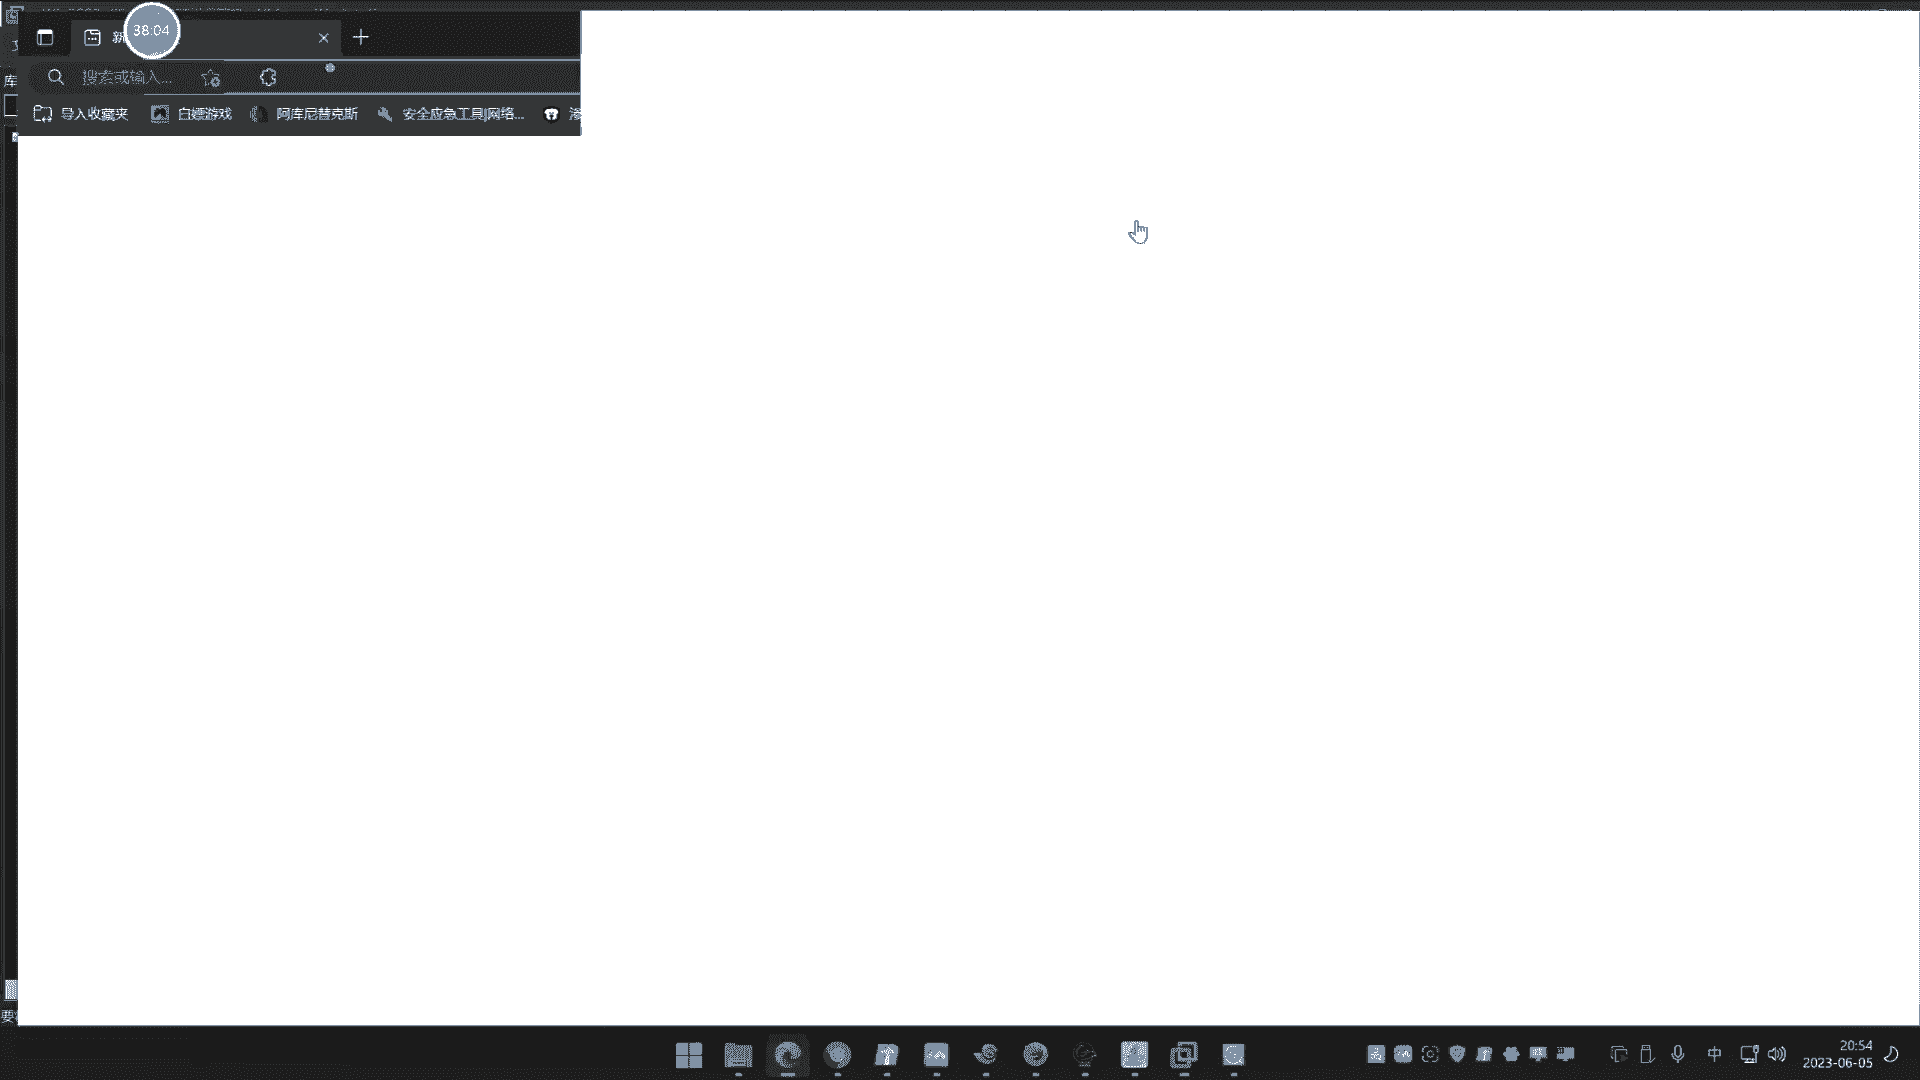 38:04
新
搜索或输入...
库
导入收藏夹 白嫖游戏 阿库尼替克斯 安全应急工具|网络... 渗
要
中
20:54
2023-06-05